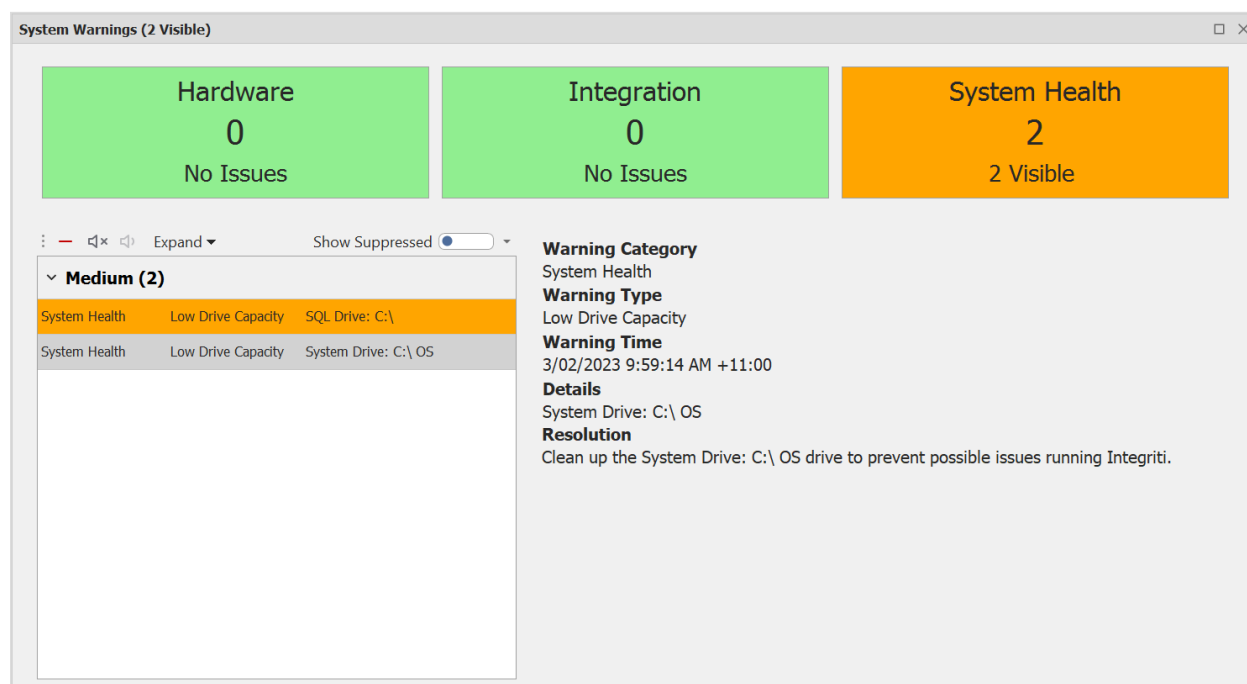 System Warnings (2 Visible)
Hardware
0
No Issues
Integration
0
No Issues
System Health
2
2 Visible
Expand
Show Suppressed
Medium (2)
System Health Low Drive Capacity SQL Drive: C:\
System Health Low Drive Capacity System Drive: C:\ OS
Warning Category
System Health
Warning Type
Low Drive Capacity
Warning Time
3/02/2023 9:59:14 AM +11:00
Details
System Drive: C:\ OS
Resolution
Clean up the System Drive: C:\ OS drive to prevent possible issues running Integriti.